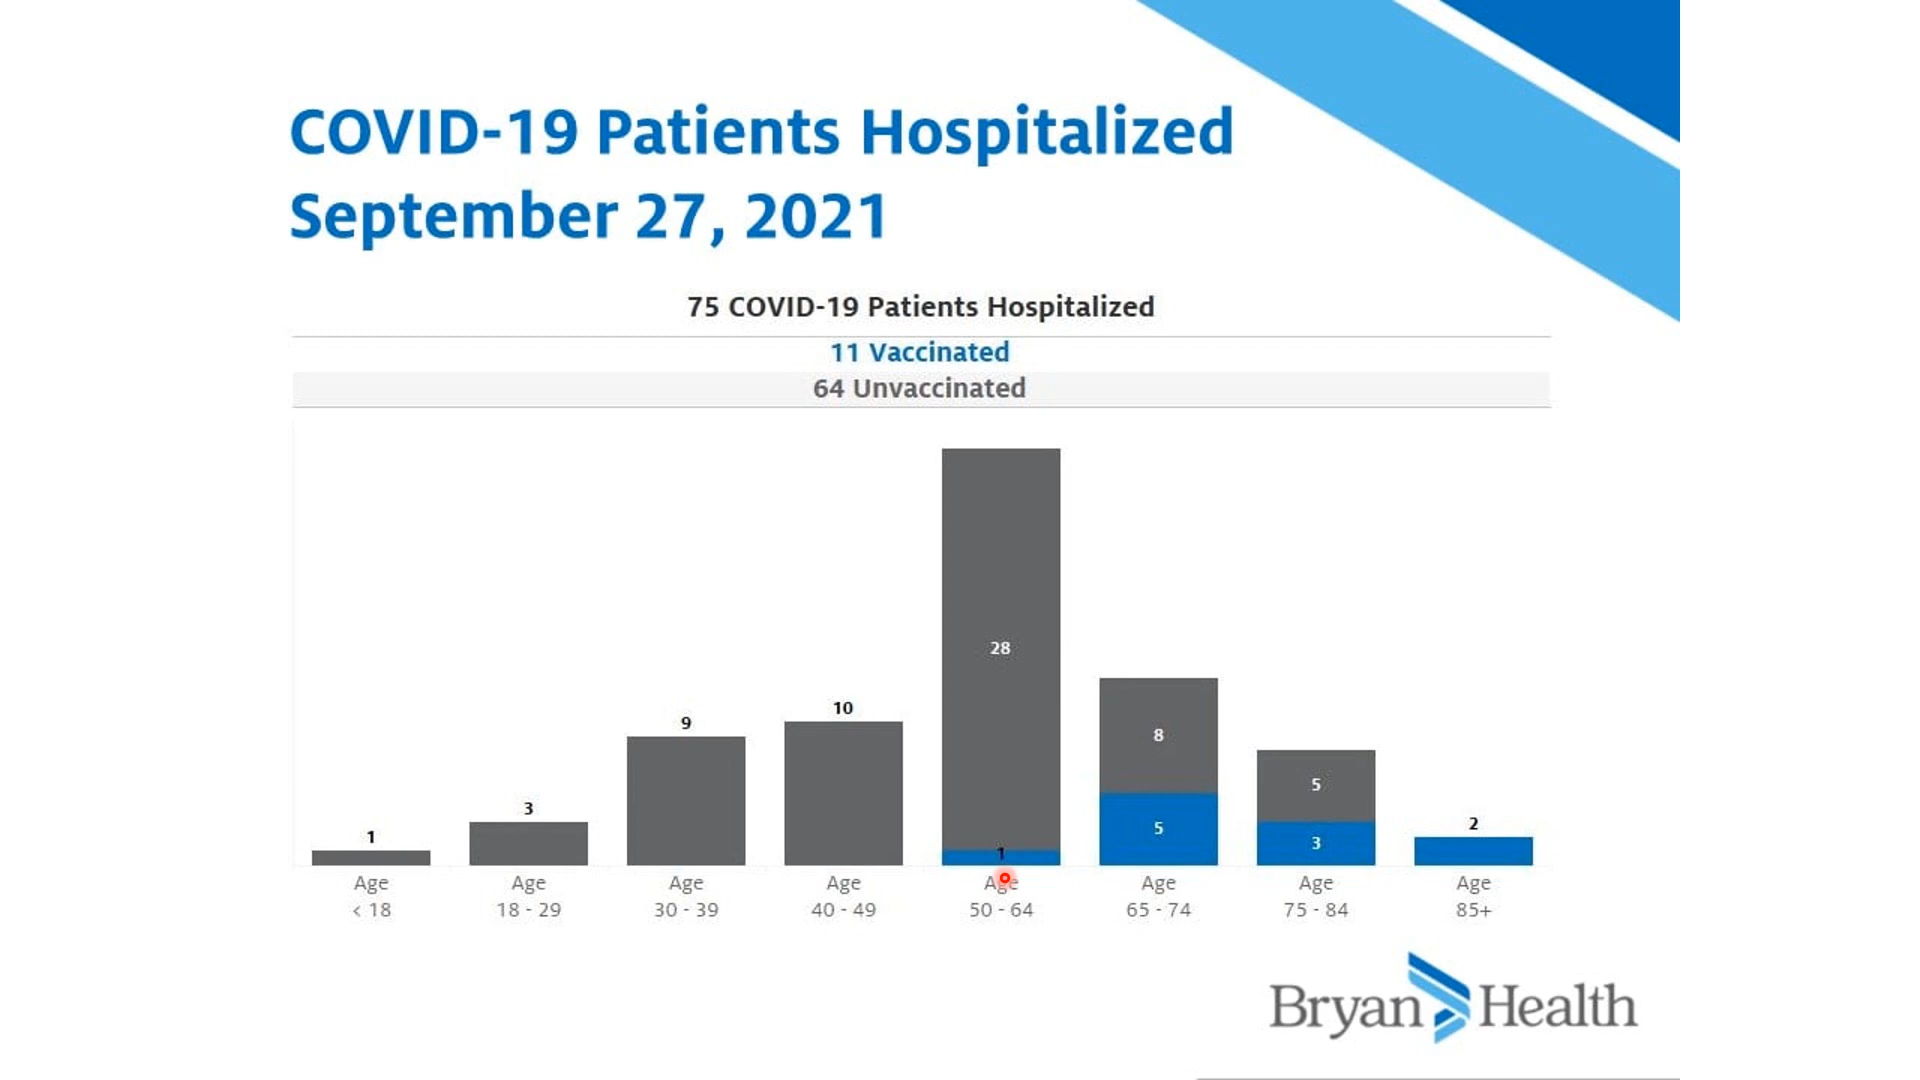 COVID-19 Patients Hospitalized
September 27, 2021
75 COVID-19 Patients Hospitalized
11 Vaccinated
64 Unvaccinated
1
3
9
10
28
1
8
5
5
3
2
Age
< 18
Age
18 - 29
Age
30 - 39
Age
40 - 49
Age
50 - 64
Age
65 - 74
Age
75 - 84
Age
85+
Bryan Health